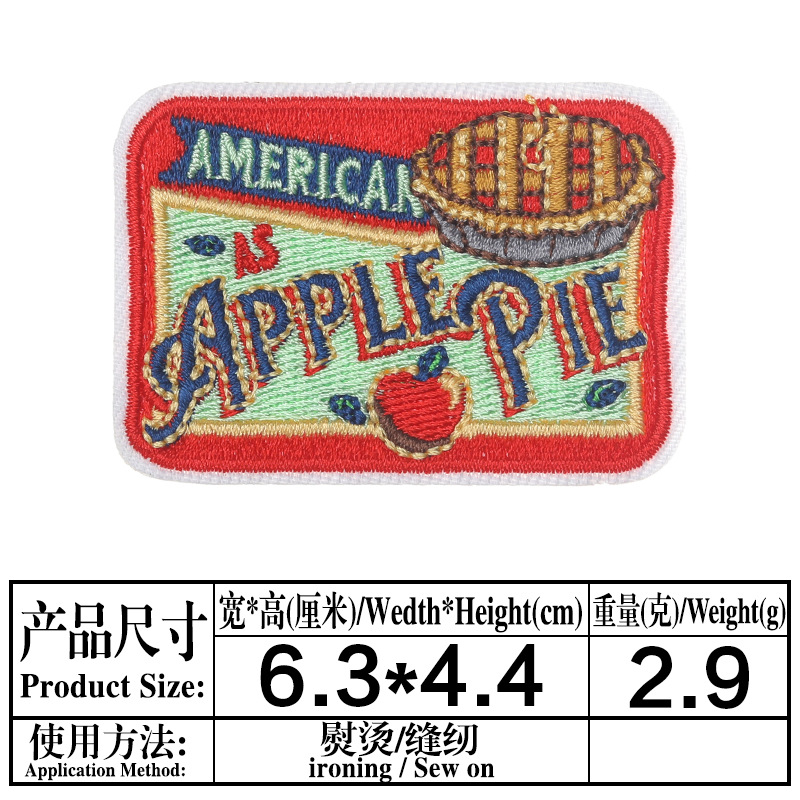 AMERICAN
AS
APPLE PIE
产品尺寸
Product Size:
宽*高(厘米)/Wedth*Height(cm)
6.3*4.4
重量(克)/Weight(g)
2.9
使用方法:
Application Method:
熨烫/缝纫
ironing / Sew on